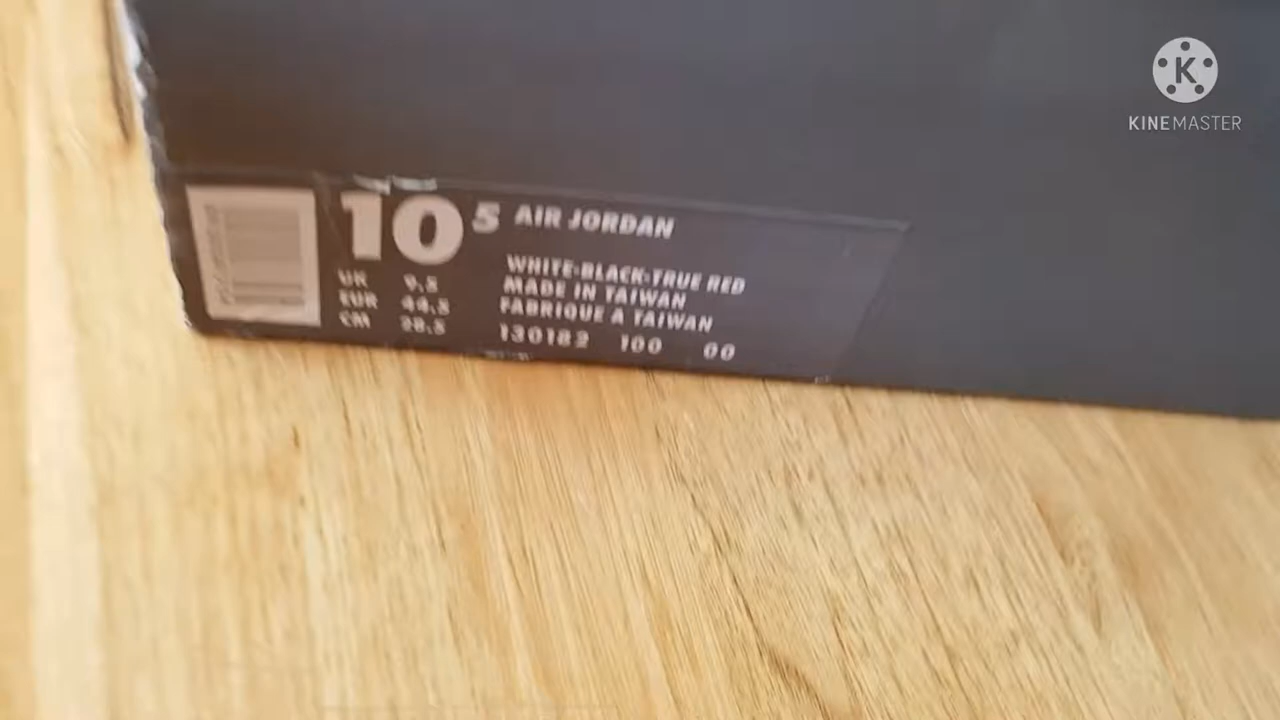 K
KINEMASTER
10 5 AIR JORDAN
WHITE-BLACK-TRUE RED
MADE IN TAIWAN
FABRIQUE A TAIWAN
130182 100 00
UK 9.5
EUR 44.5
CM 28.5